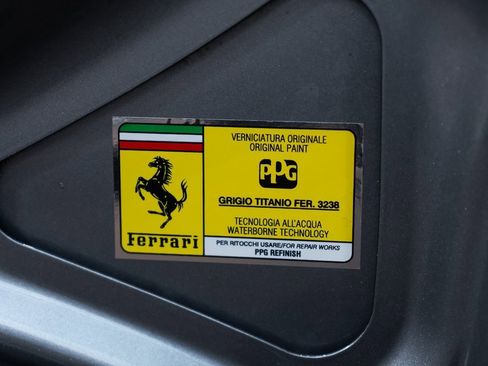 Ferrari
VERNICIATURA ORIGINALE
ORIGINAL PAINT
PPG
GRIGIO TITANIO FER. 3238
TECNOLOGIA ALL'ACQUA
WATERBORNE TECHNOLOGY
PER RITOCCHI USARE/FOR REPAIR WORKS
PPG REFINISH